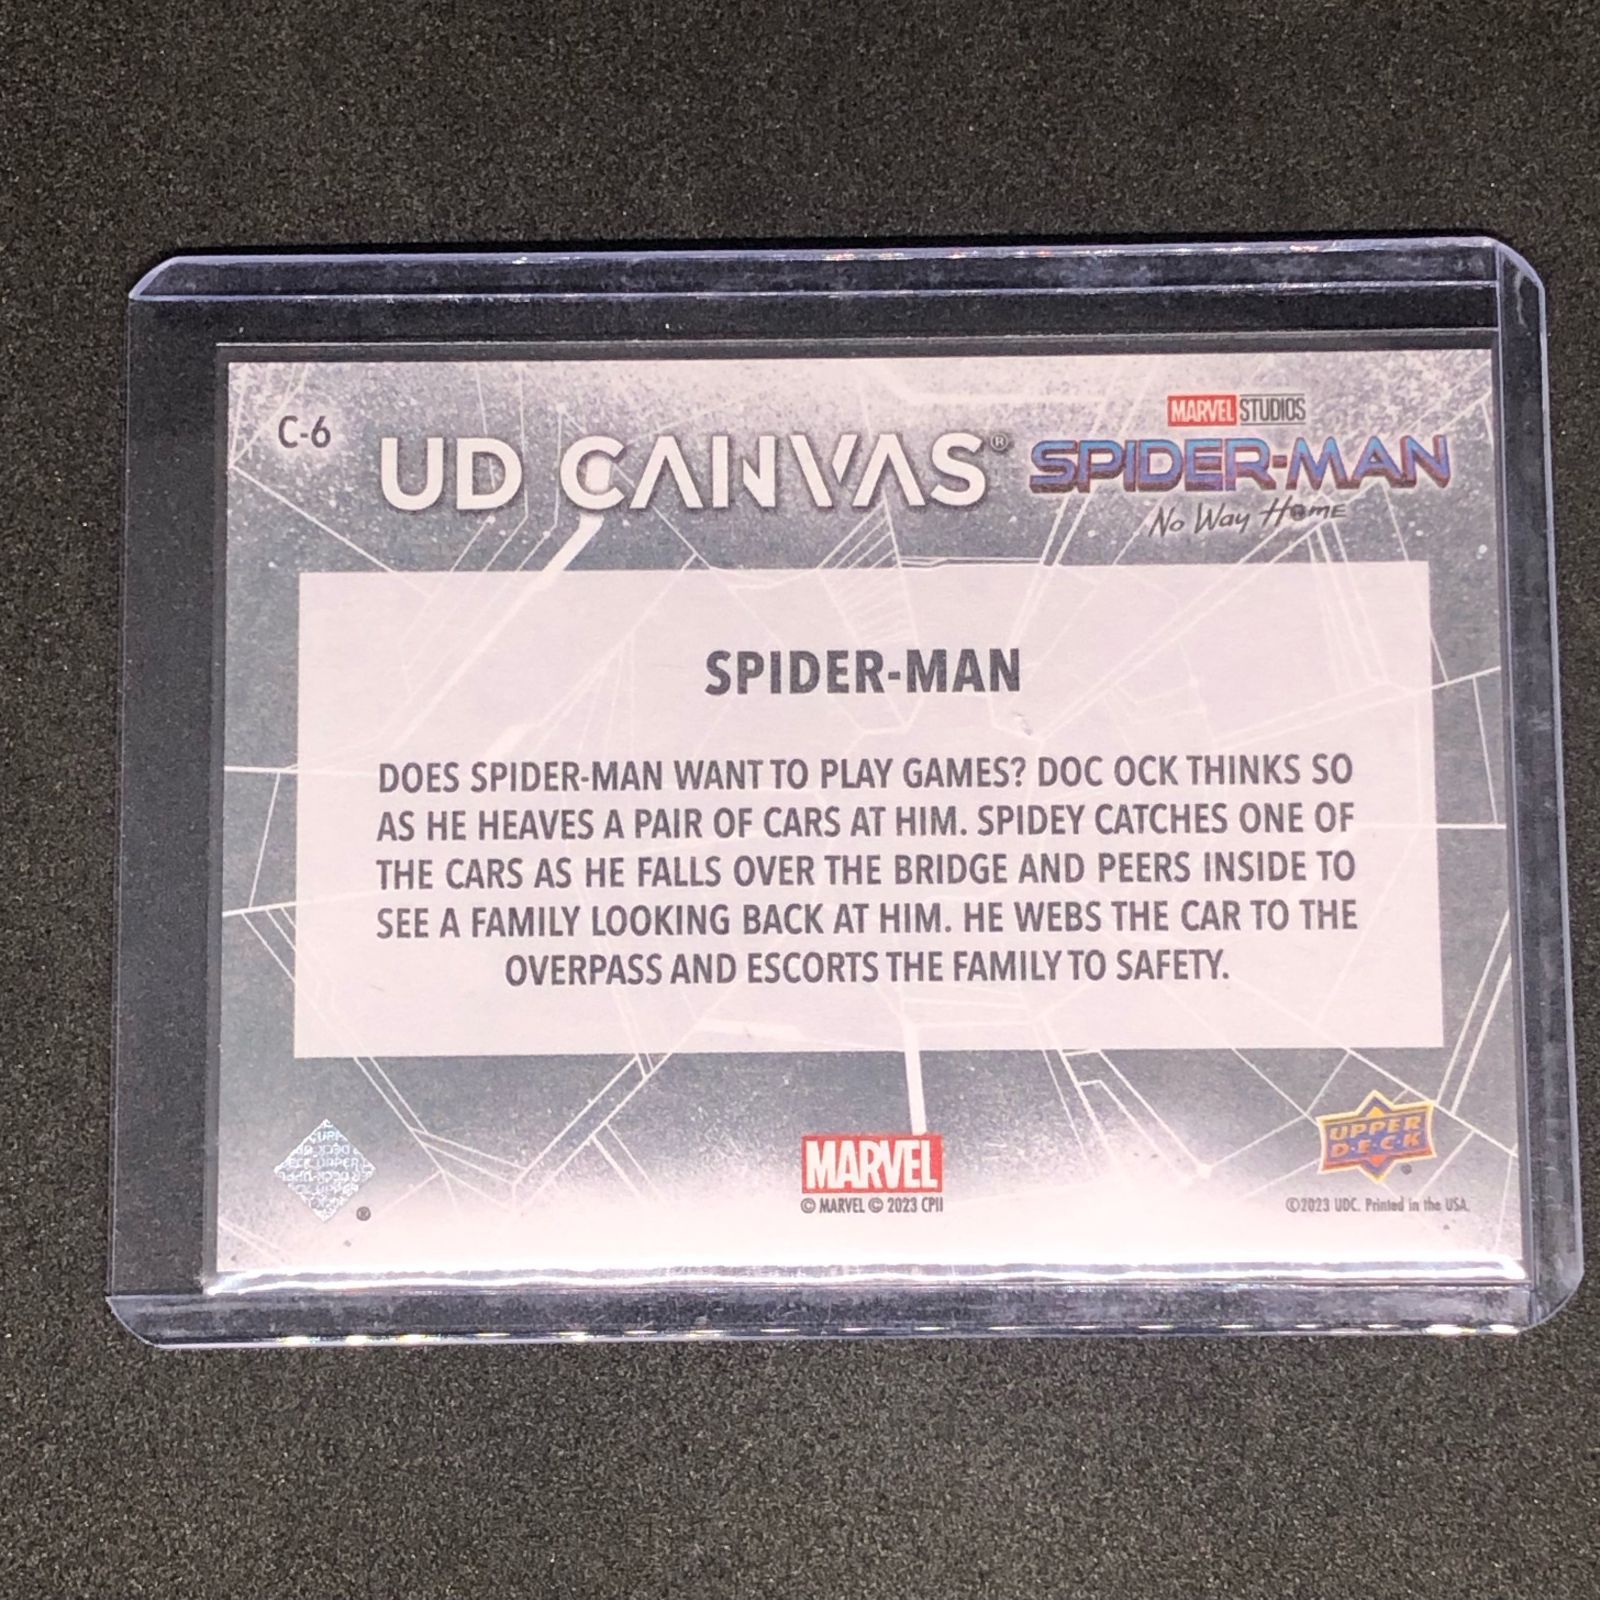 C-6
UD CANVAS®
MARVEL STUDIOS
SPIDER-MAN
No Way Home
SPIDER-MAN
DOES SPIDER-MAN WANT TO PLAY GAMES? DOC OCK THINKS SO
AS HE HEAVES A PAIR OF CARS AT HIM. SPIDEY CATCHES ONE OF
THE CARS AS HE FALLS OVER THE BRIDGE AND PEERS INSIDE TO
SEE A FAMILY LOOKING BACK AT HIM. HE WEBS THE CAR TO THE
OVERPASS AND ESCORTS THE FAMILY TO SAFETY.
®
MARVEL
© MARVEL © 2023 CPII
UPPER
D·E·C·K
©2023 UDC. Printed in the USA.